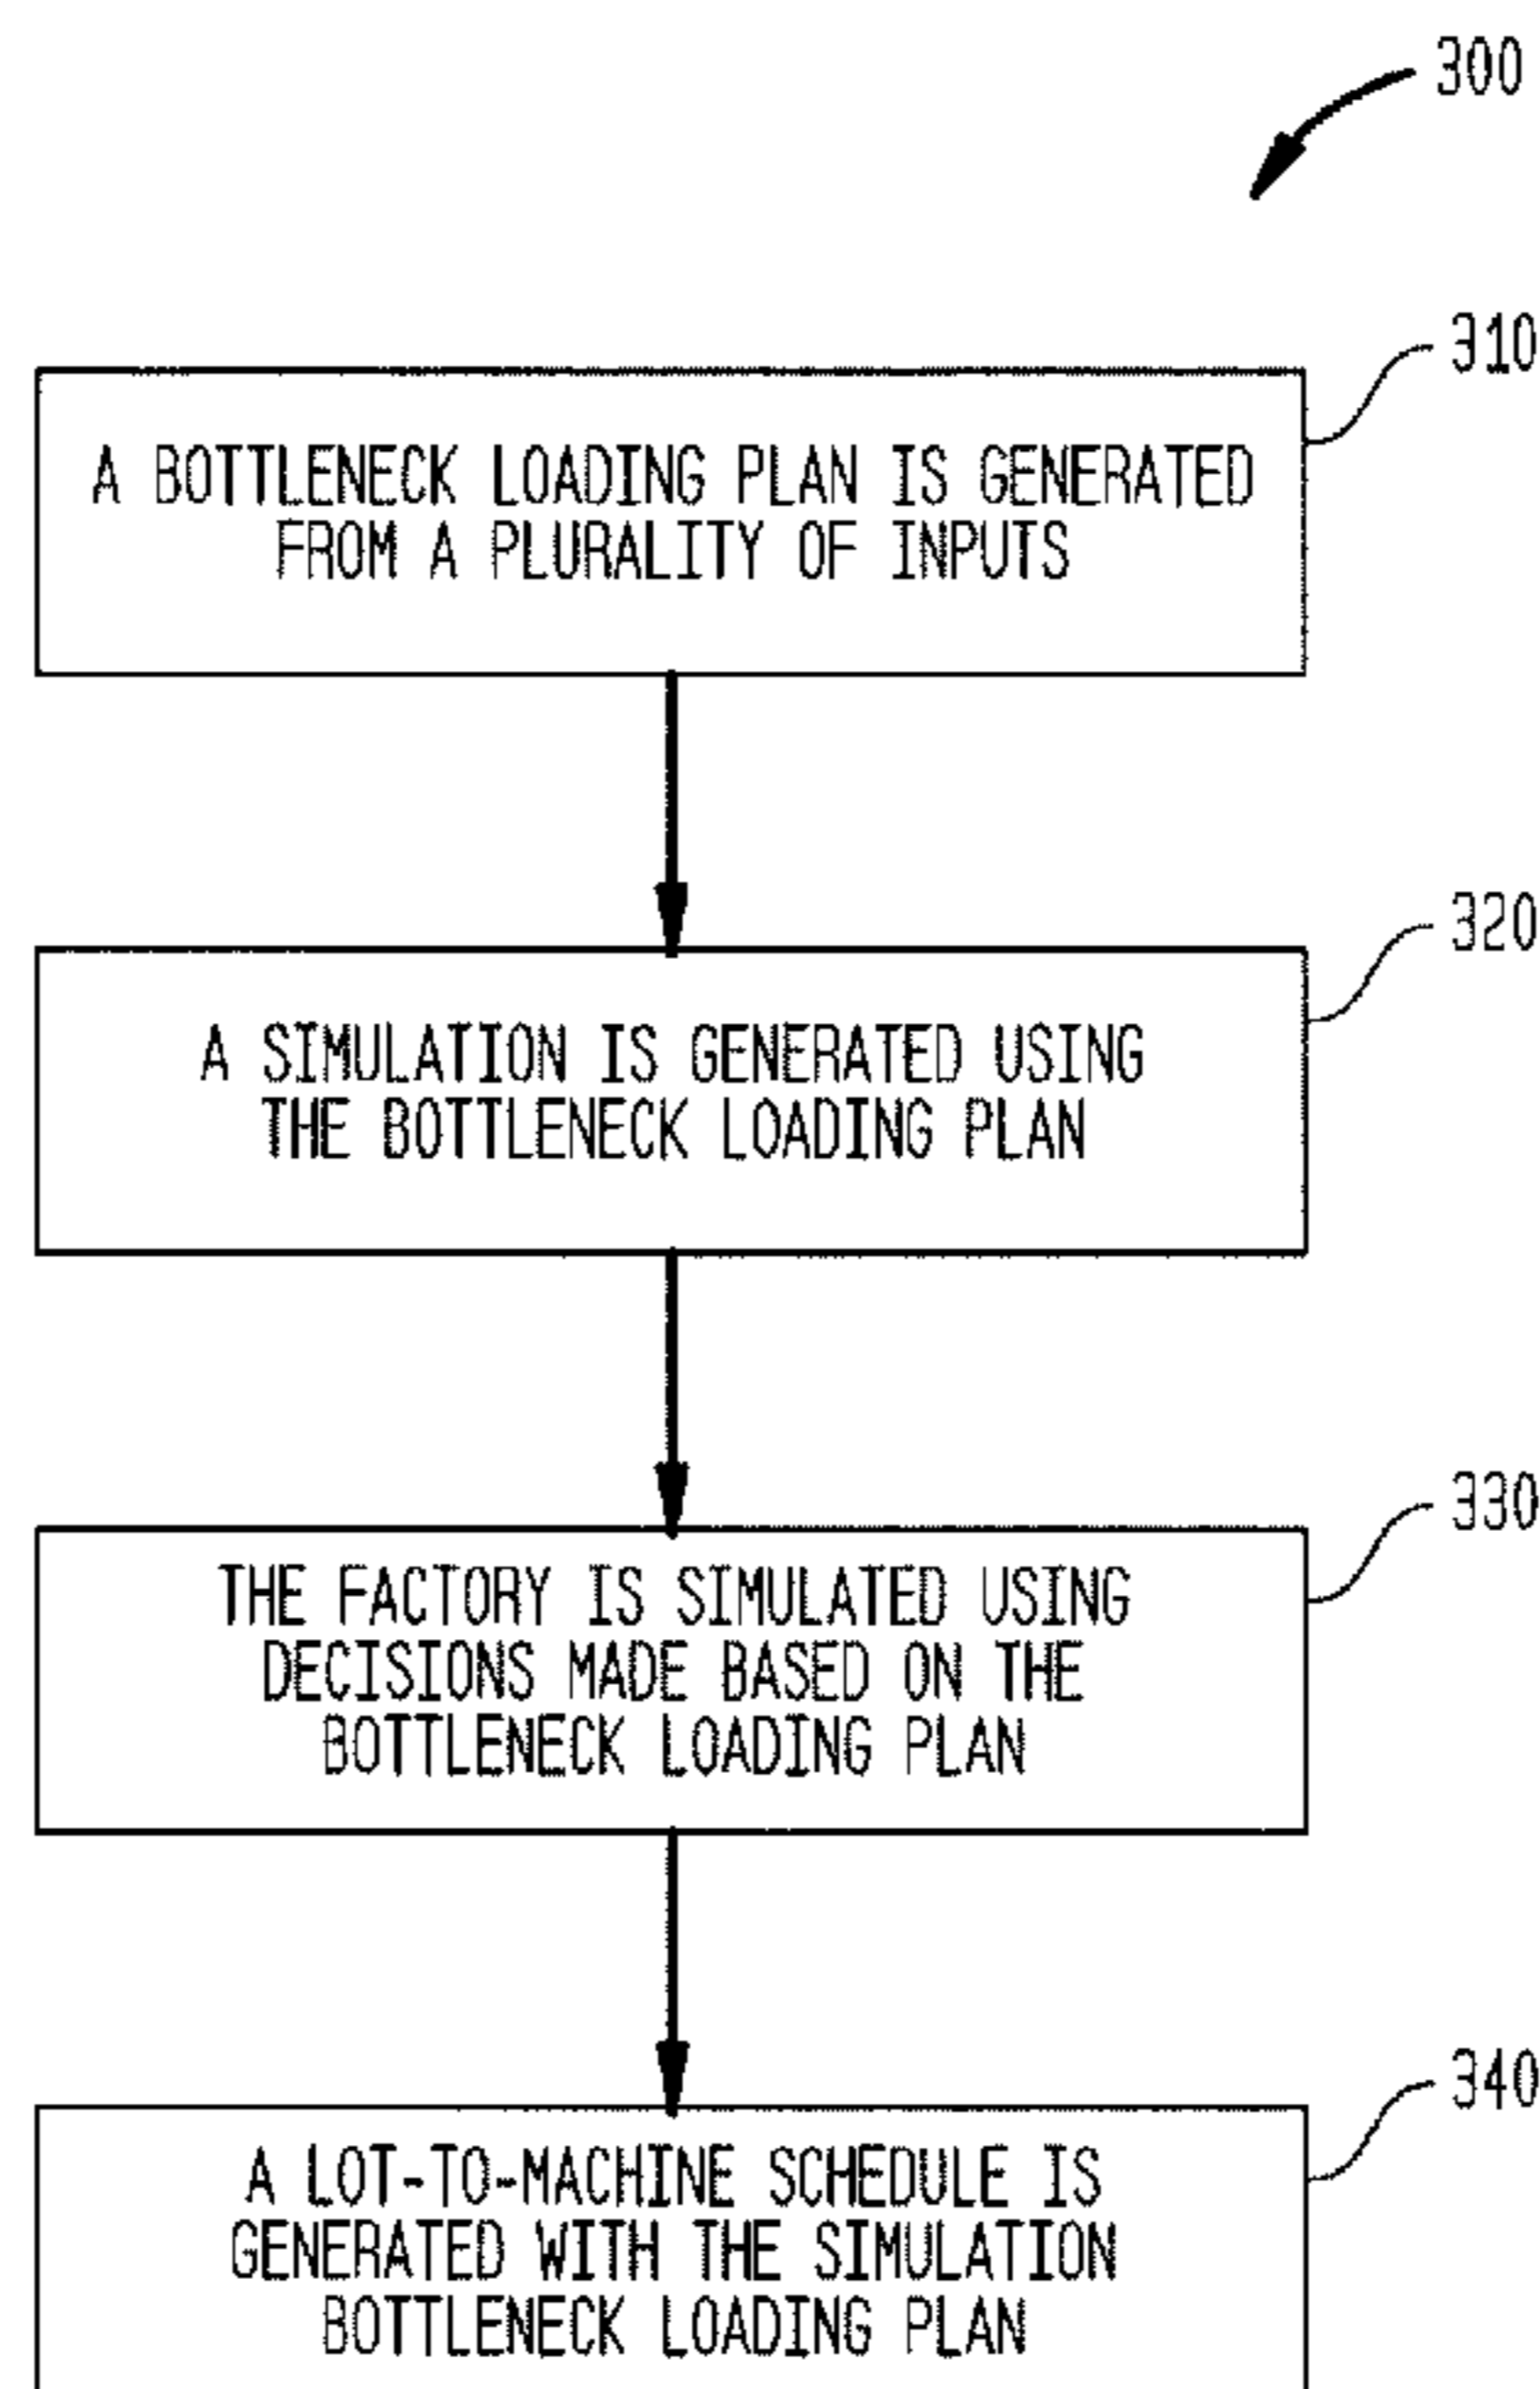 300
310
A BOTTLENECK LOADING PLAN IS GENERATED
FROM A PLURALITY OF INPUTS
320
A SIMULATION IS GENERATED USING
THE BOTTLENECK LOADING PLAN
330
THE FACTORY IS SIMULATED USING
DECISIONS MADE BASED ON THE
BOTTLENECK LOADING PLAN
340
A LOT-TO-MACHINE SCHEDULE IS
GENERATED WITH THE SIMULATION
BOTTLENECK LOADING PLAN